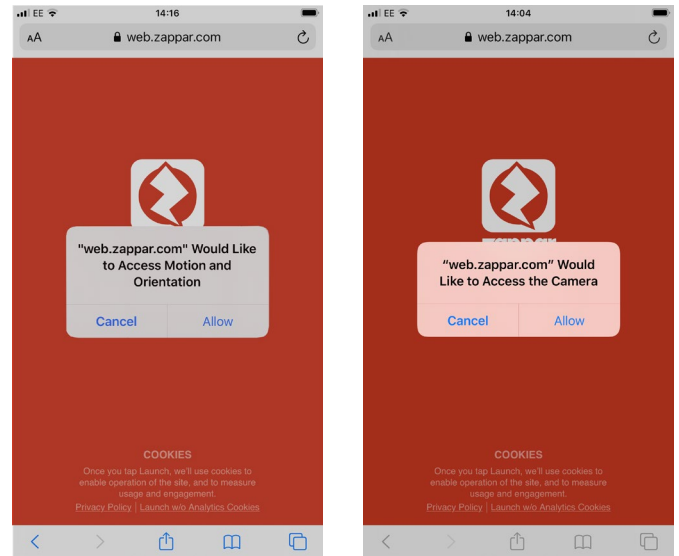 EE 14:16
AA web.zappar.com
"web.zappar.com" Would Like
to Access Motion and
Orientation
Cancel Allow
COOKIES
Once you tap Launch, we'll use cookies to
enable operation of the site, and to measure
usage and engagement.
Privacy Policy | Launch w/o Analytics Cookies
EE 14:04
AA web.zappar.com
“web.zappar.com” Would
Like to Access the Camera
Cancel Allow
COOKIES
Once you tap Launch, we'll use cookies to
enable operation of the site, and to measure
usage and engagement.
Privacy Policy | Launch w/o Analytics Cookies